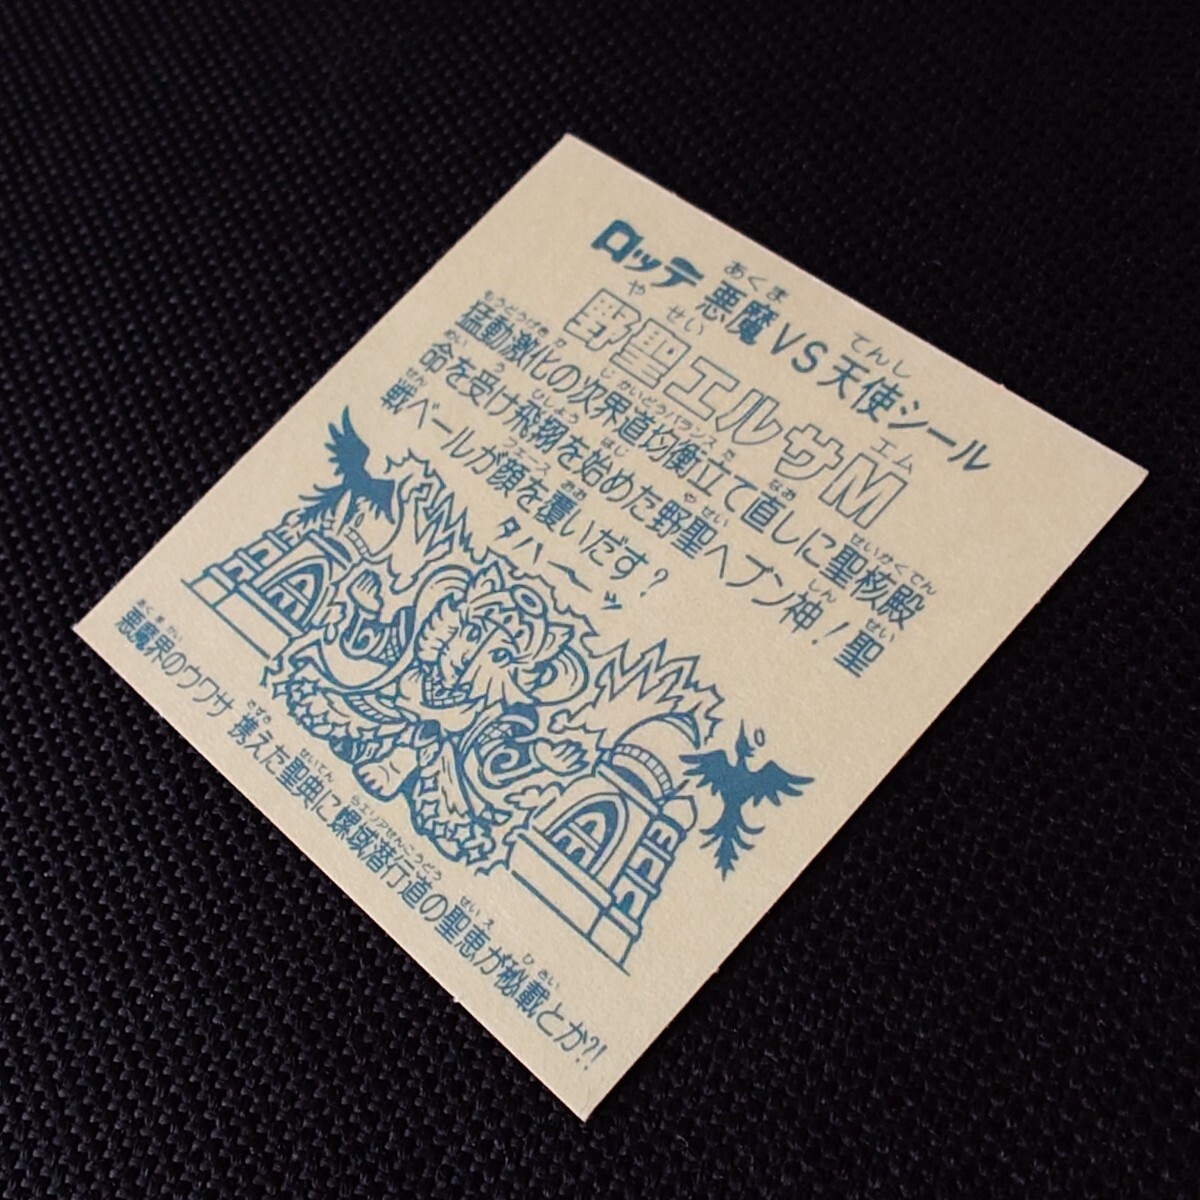 ロッテ 悪魔VS天使シール
野聖エルサM
猛動激化の次界道均衡立て直しに聖核殿
命を受け飛翔を始めた野聖ヘブン神！聖
戦ベールが顔を覆いだす？
タハ〜ッ
悪魔界のウワサ 携えた聖典に螺域潜行道の聖恵が秘載とか?!